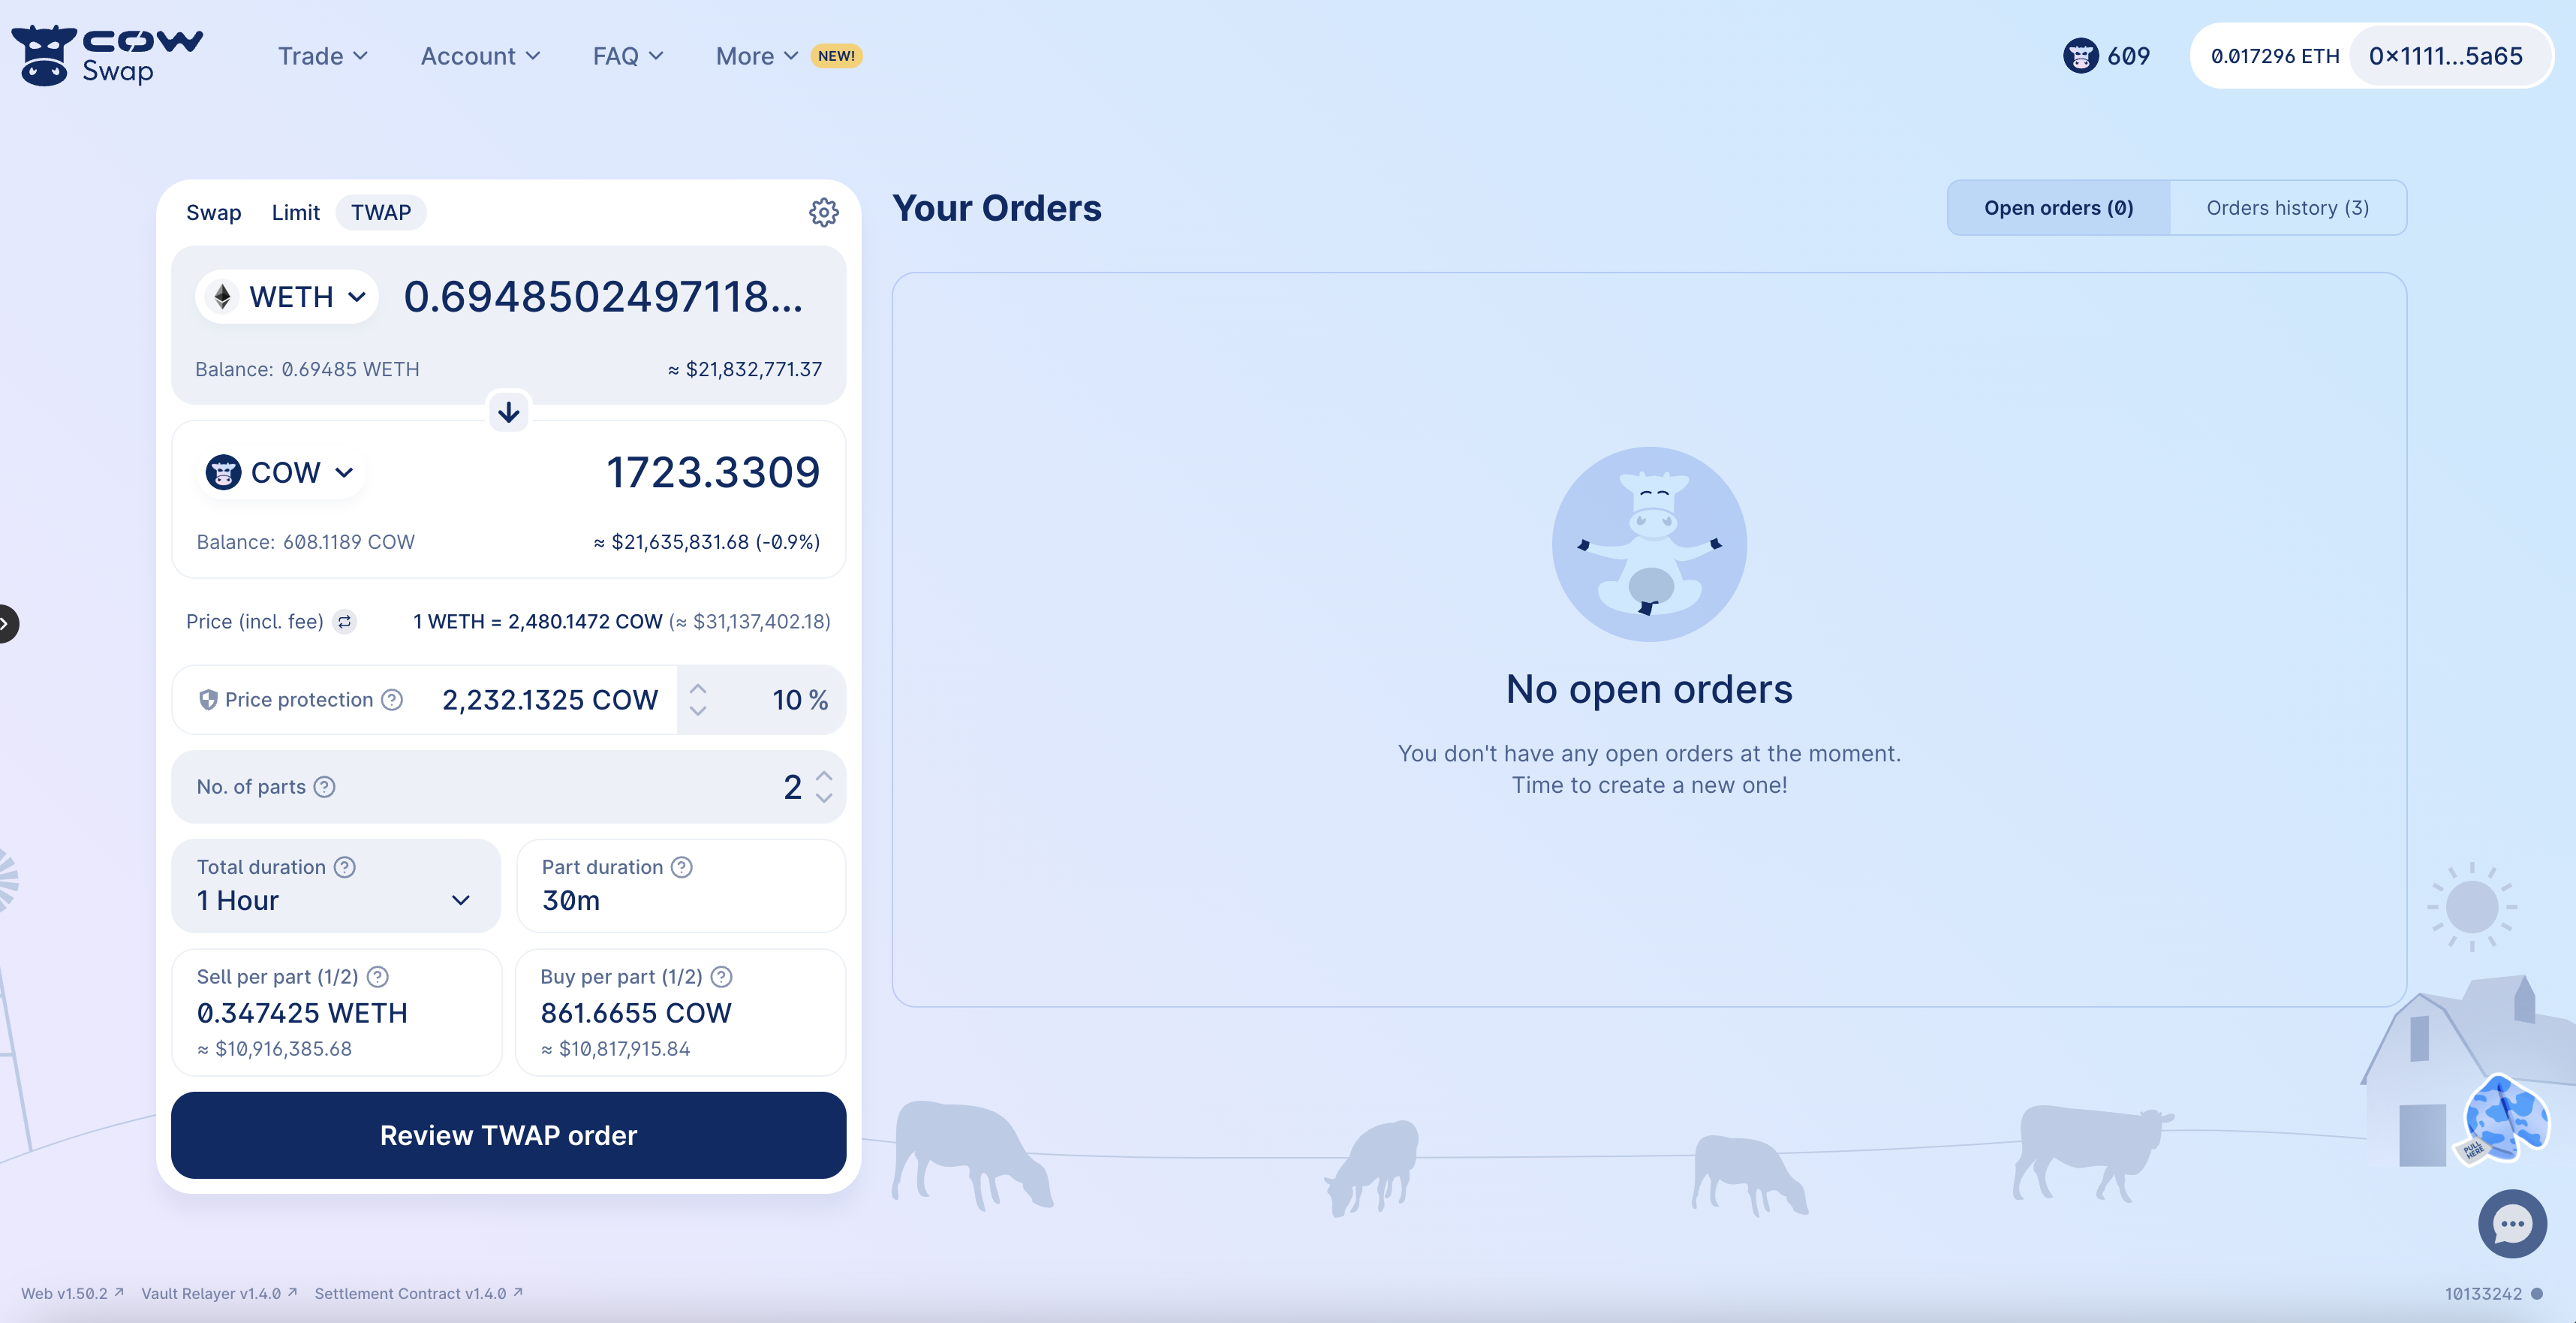 COW
Swap
Trade
Account
FAQ
More NEW!
609
0.017296 ETH
0×1111...5a65
Swap Limit TWAP
WETH 0.69485024971​18...
Balance: 0.69485 WETH ≈ $21,832,771.37
COW 1723.3309
Balance: 608.1189 COW ≈ $21,635,831.68 (-0.9%)
Price (incl. fee) 1 WETH = 2,480.1472 COW (≈ $31,137,402.18)
Price protection ? 2,232.1325 COW 10 %
No. of parts ? 2
Total duration ?
1 Hour
Part duration ?
30m
Sell per part (1/2) ?
0.347425 WETH
≈ $10,916,385.68
Buy per part (1/2) ?
861.6655 COW
≈ $10,817,915.84
Review TWAP order
Your Orders
Open orders (0) Orders history (3)
No open orders
You don't have any open orders at the moment.
Time to create a new one!
PULL
HERE
Web v1.50.2 ↗ Vault Relayer v1.4.0 ↗ Settlement Contract v1.4.0 ↗
10133242